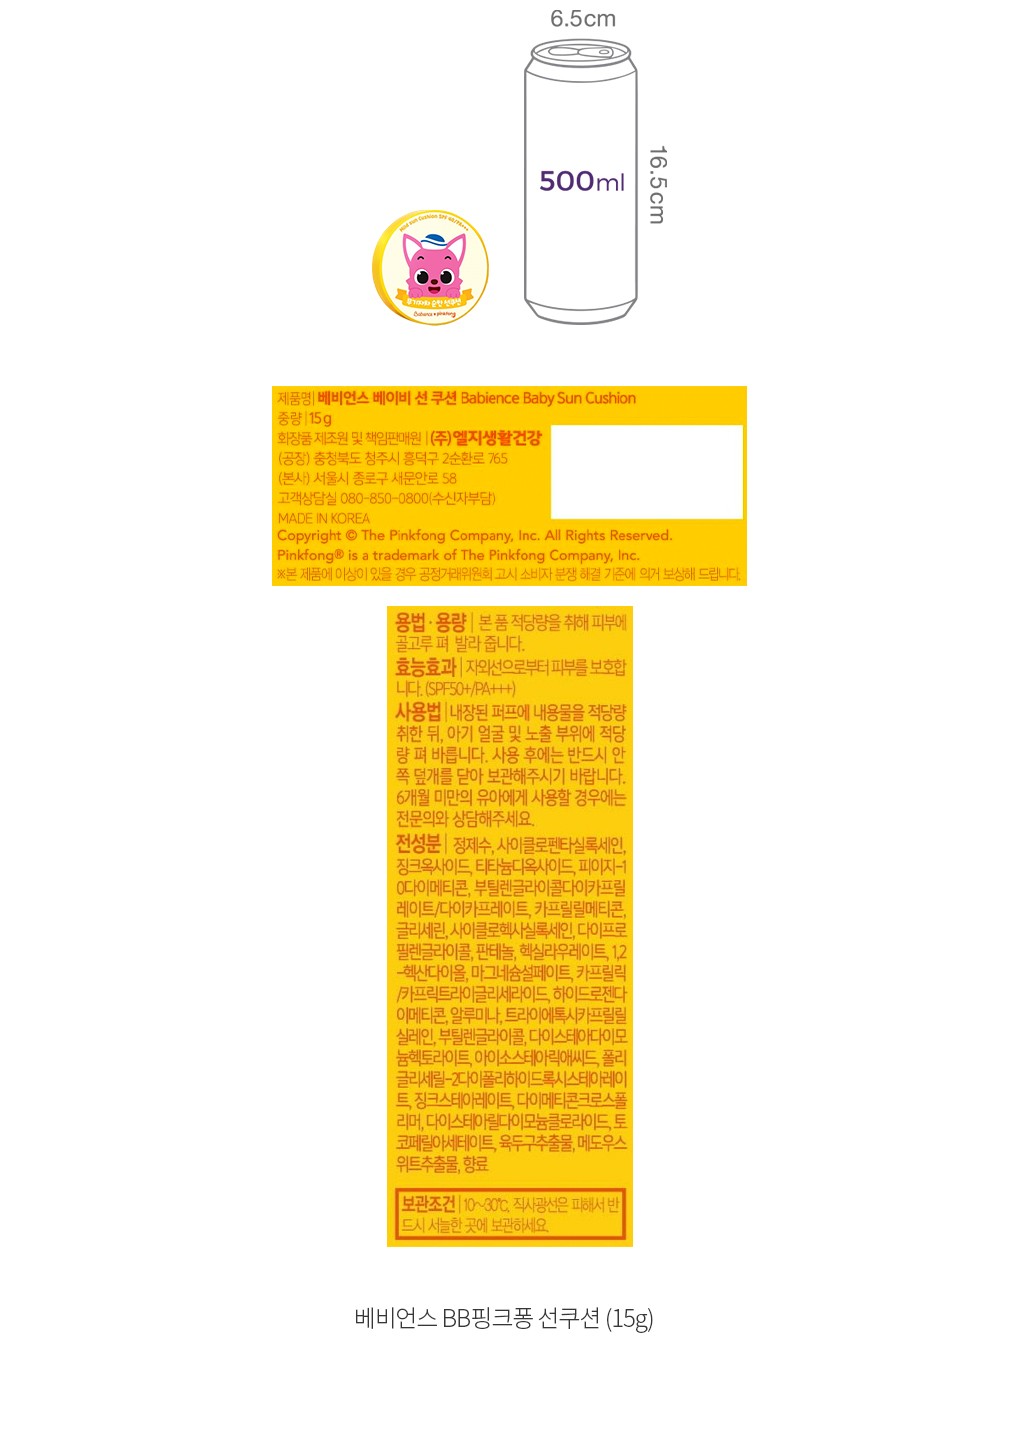 6.5cm
500ml
16.5cm
Mild Sun Cushion SPF 50+/PA+++
Babience • pinkfong
제품명 | 베비언스 베이비 선 쿠션 Babience Baby Sun Cushion
중량 | 15g
화장품 제조원 및 책임판매원 | (주)엘지생활건강
(공장) 충청북도 청주시 흥덕구 2순환로 765
(본사) 서울시 종로구 새문안로 58
고객상담실 080-850-0800(수신자부담)
MADE IN KOREA
Copyright © The Pinkfong Company, Inc. All Rights Reserved.
Pinkfong® is a trademark of The Pinkfong Company, Inc.
※본 제품에 이상이 있을 경우 공정거래위원회 고시 소비자 분쟁 해결 기준에 의거 보상해 드립니다.
용법·용량 | 본 품 적당량을 취해 피부에
골고루 펴 발라 줍니다.
효능효과 | 자외선으로부터 피부를 보호합
니다. (SPF50+/PA+++)
사용법 | 내장된 퍼프에 내용물을 적당량
취한 뒤, 아기 얼굴 및 노출 부위에 적당
량 펴 바릅니다. 사용 후에는 반드시 안
쪽 덮개를 닫아 보관해주시기 바랍니다.
6개월 미만의 유아에게 사용할 경우에는
전문의와 상담해주세요.
전성분 | 정제수, 사이클로펜타실록세인,
징크옥사이드, 티타늄디옥사이드, 피이지-1
0다이메티콘, 부틸렌글라이콜다이카프릴
레이트/다이카프레이트, 카프릴릴메티콘,
글리세린, 사이클로헥사실록세인, 다이프로
필렌글라이콜, 판테놀, 헥실라우레이트, 1,2
-헥산다이올, 마그네슘설페이트, 카프릴릭
/카프릭트라이글리세라이드, 하이드로젠다
이메티콘, 알루미나, 트라이에톡시카프릴릴
실레인, 부틸렌글라이콜, 다이스테아다이모
늄헥토라이트, 아이소스테아릭애씨드, 폴리
글리세릴-2다이폴리하이드록시스테아레이
트, 징크스테아레이트, 다이메티콘크로스폴
리머, 다이스테아릴다이모늄클로라이드, 토
코페릴아세테이트, 육두구추출물, 메도우스
위트추출물, 향료
보관조건 | 10~30℃, 직사광선은 피해서 반
드시 서늘한 곳에 보관하세요.
베비언스 BB핑크퐁 선쿠션 (15g)